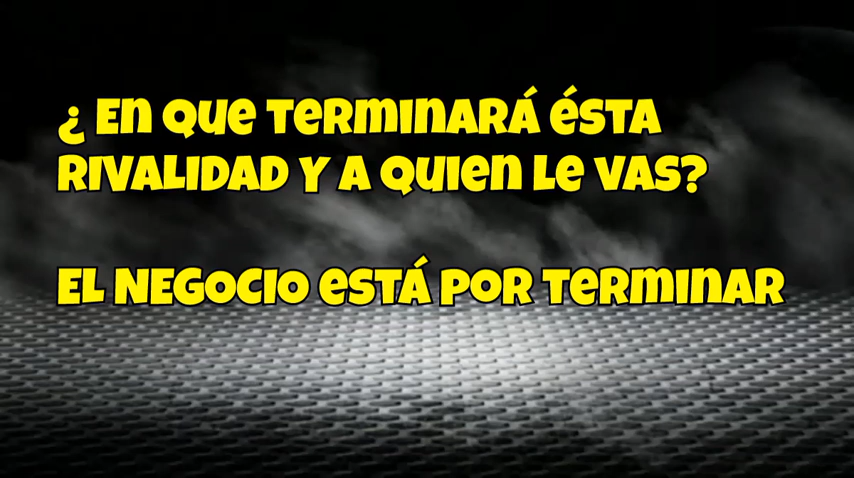 ¿ En que terminará ésta
rivalidad y a quien le vas?
El negocio está por terminar